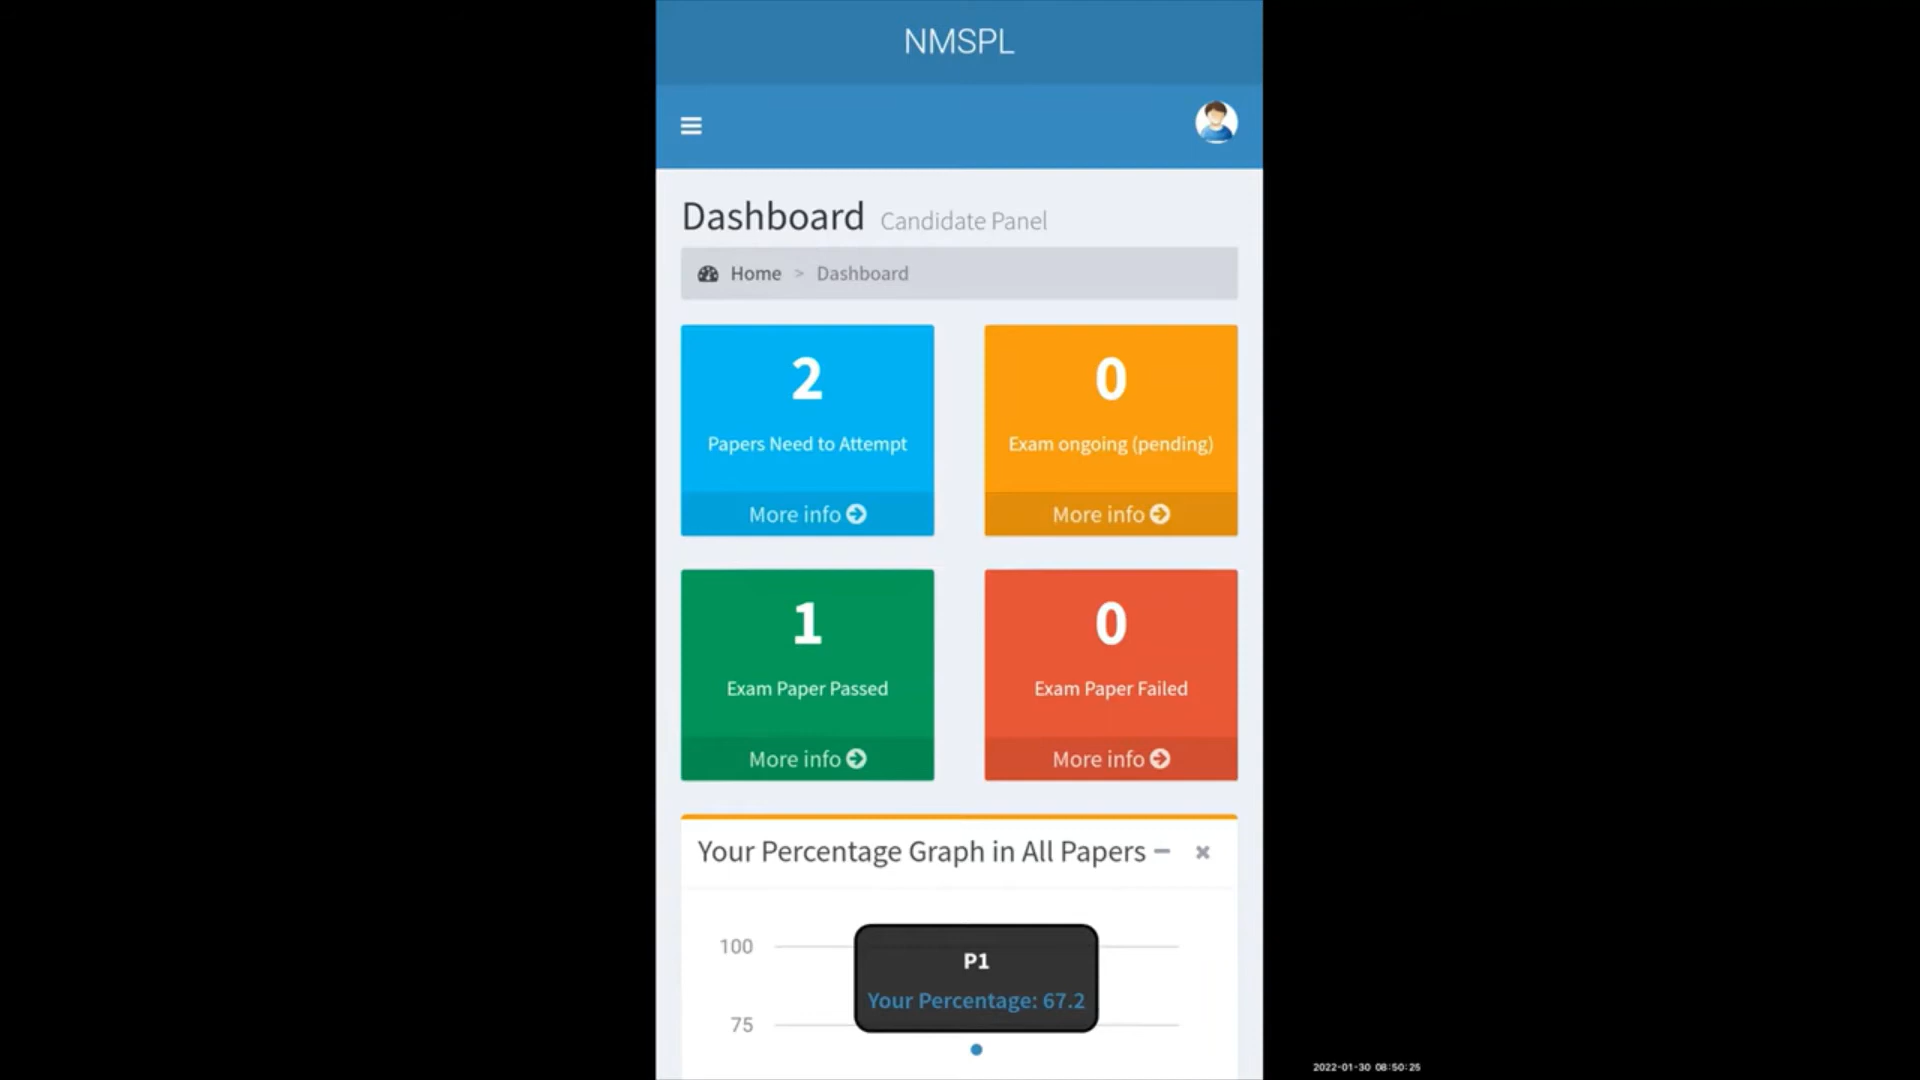 NMSPL
Dashboard Candidate Panel
Home > Dashboard
2
Papers Need to Attempt
More info
0
Exam ongoing (pending)
More info
1
Exam Paper Passed
More info
0
Exam Paper Failed
More info
Your Percentage Graph in All Papers
100
P1
Your Percentage: 67.2
75
2022-01-30 08:50:25